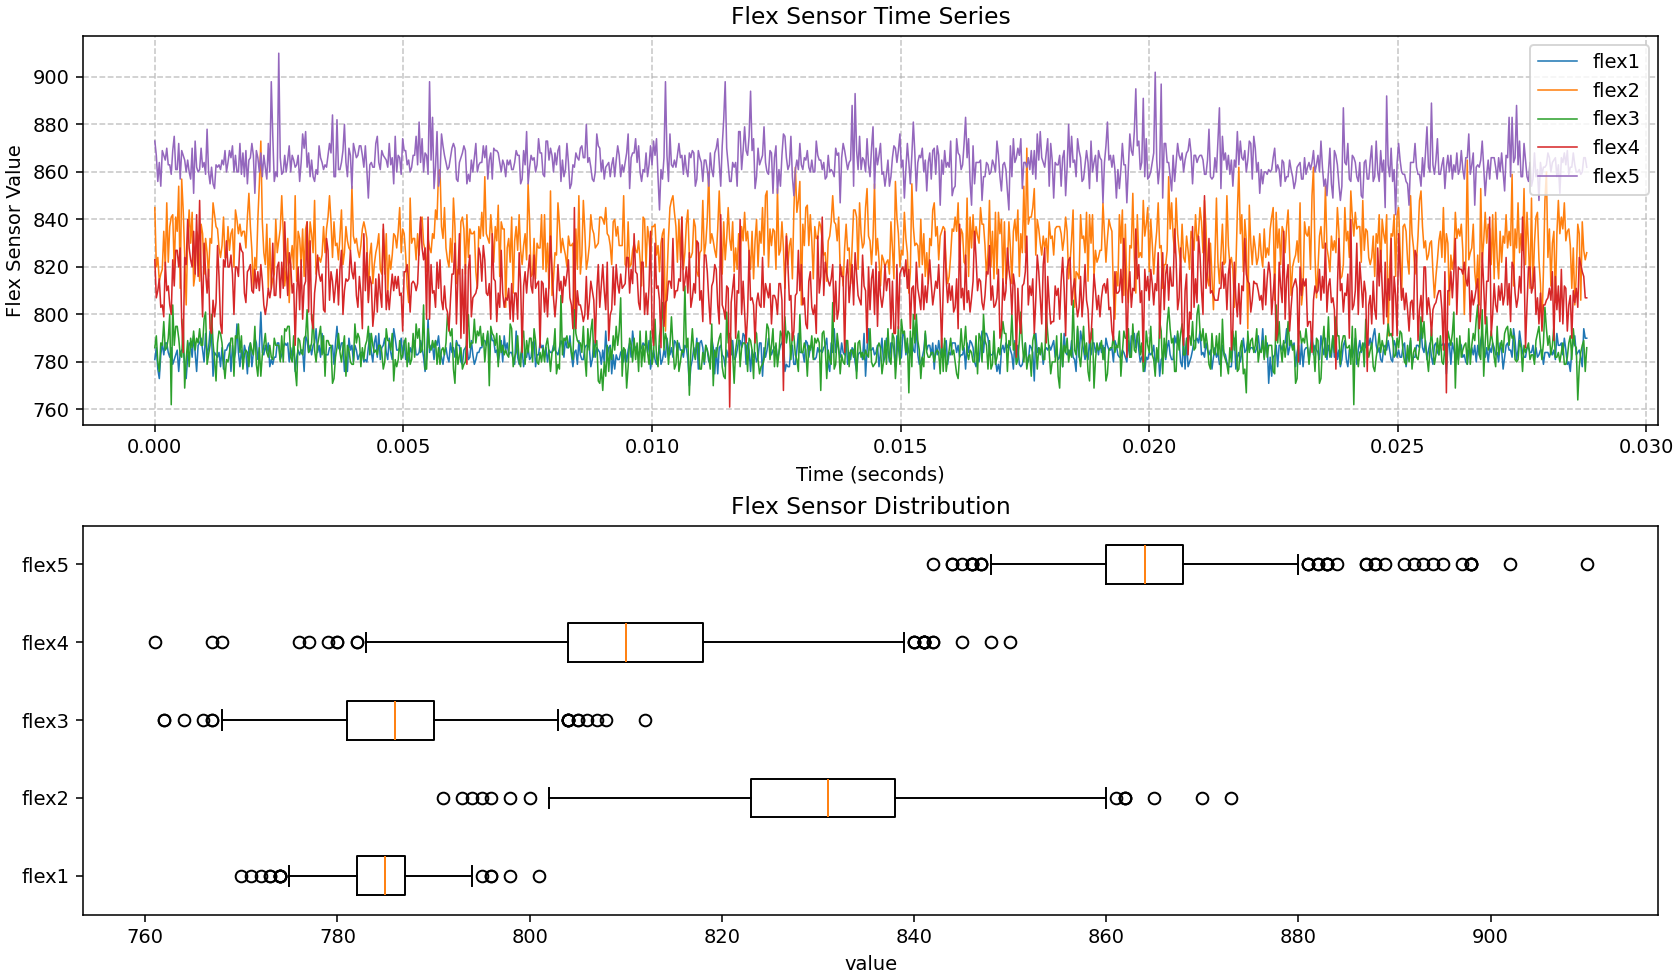 Flex Sensor Time Series
flex1
flex2
flex3
flex4
flex5
Flex Sensor Value
900
880
860
840
820
800
780
760
0.000 0.005 0.010 0.015 0.020 0.025 0.030
Time (seconds)
Flex Sensor Distribution
flex5
flex4
flex3
flex2
flex1
760 780 800 820 840 860 880 900
value